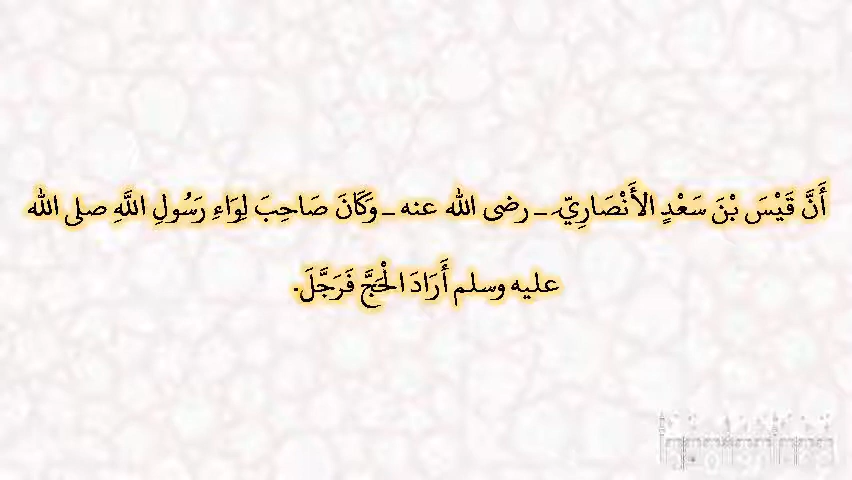 أَنَّ قَيْسَ بْنَ سَعْدٍ الأَنْصَارِيَّ ـ رضى الله عنه ـ وَكَانَ صَاحِبَ لِوَاءِ رَسُولِ اللَّهِ صلى الله
عليه وسلم أَرَادَ الْحَجَّ فَرَجَّلَ.